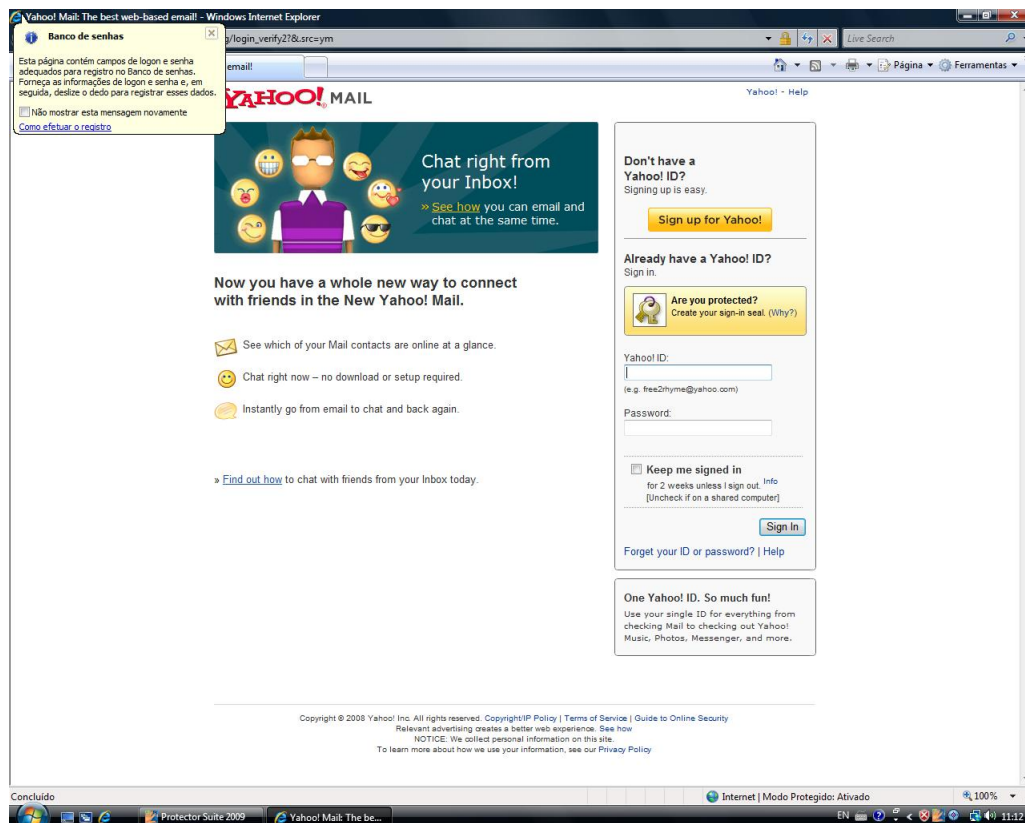 Yahoo! Mail: The best web-based email! - Windows Internet Explorer
Banco de senhas
Esta página contém campos de logon e senha
adequados para registro no Banco de senhas.
Forneça as informações de logon e senha e, em
seguida, deslize o dedo para registrar esses dados.
Não mostrar esta mensagem novamente
Como efetuar o registro
/login_verify2?&.src=ym
Live Search
email!
Página
Ferramentas
YAHOO! MAIL
Yahoo! - Help
Chat right from
your Inbox!
» See how you can email and
chat at the same time.
Now you have a whole new way to connect
with friends in the New Yahoo! Mail.
See which of your Mail contacts are online at a glance.
Chat right now – no download or setup required.
Instantly go from email to chat and back again.
» Find out how to chat with friends from your Inbox today.
Don't have a
Yahoo! ID?
Signing up is easy.
Sign up for Yahoo!
Already have a Yahoo! ID?
Sign in.
Are you protected?
Create your sign-in seal. (Why?)
Yahoo! ID:
(e.g. free2rhyme@yahoo.com)
Password:
Keep me signed in
for 2 weeks unless I sign out. Info
[Uncheck if on a shared computer]
Sign In
Forget your ID or password? | Help
One Yahoo! ID. So much fun!
Use your single ID for everything from
checking Mail to checking out Yahoo!
Music, Photos, Messenger, and more.
Copyright © 2008 Yahoo! Inc. All rights reserved. Copyright/IP Policy | Terms of Service | Guide to Online Security
Relevant advertising creates a better web experience. See how
NOTICE: We collect personal information on this site.
To learn more about how we use your information, see our Privacy Policy
Concluído
Internet | Modo Protegido: Ativado
100%
Protector Suite 2009
Yahoo! Mail: The be...
EN
11:12